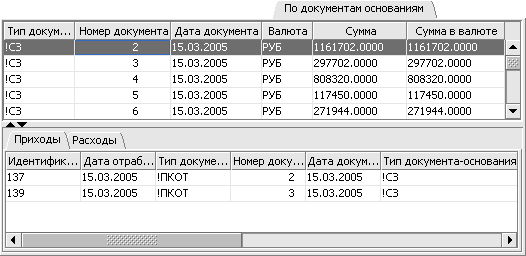 По документам основаниям
Тип докум... Номер документа Дата документа Валюта Сумма Сумма в валюте
!СЗ 2 15.03.2005 РУБ 1161702.0000 1161702.0000
!СЗ 3 15.03.2005 РУБ 297702.0000 297702.0000
!СЗ 4 15.03.2005 РУБ 808320.0000 808320.0000
!СЗ 5 15.03.2005 РУБ 117450.0000 117450.0000
!СЗ 6 15.03.2005 РУБ 271944.0000 271944.0000
Приходы Расходы
Идентифик... Дата отраб... Тип докуме... Номер доку... Дата докум... Тип документа-основания
137 15.03.2005 !ПКОТ 2 15.03.2005 !СЗ
139 15.03.2005 !ПКОТ 3 15.03.2005 !СЗ